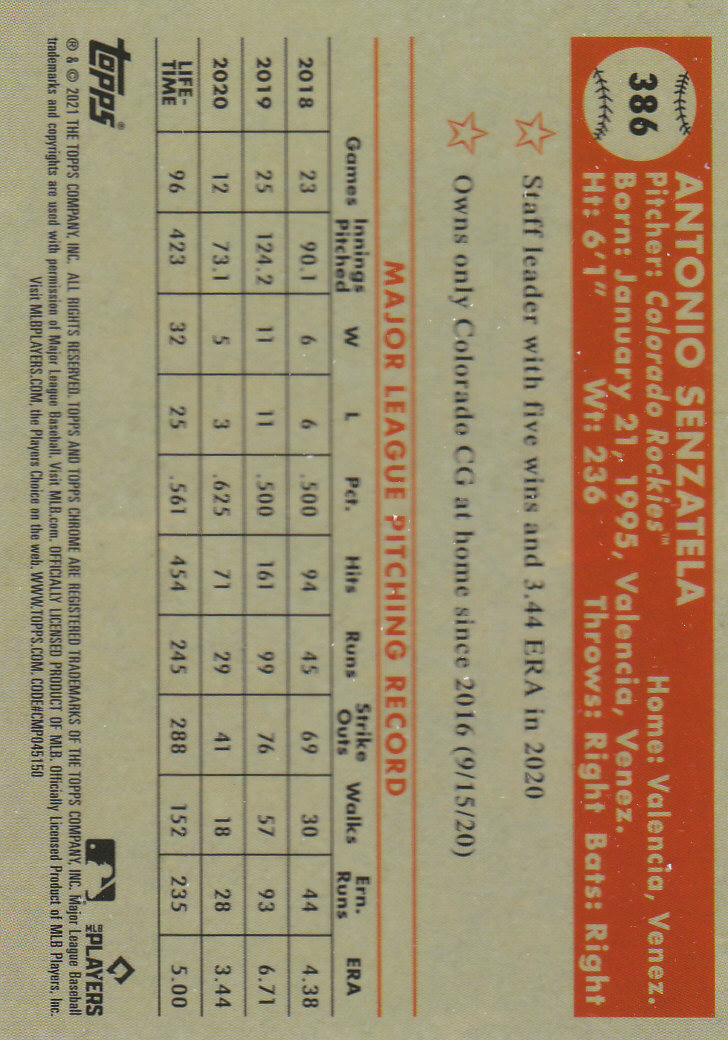 386
ANTONIO SENZATELA
Pitcher: Colorado Rockies™ Home: Valencia, Venez.
Born: January 21, 1995, Valencia, Venez.
Ht: 6'1" Wt: 236 Throws: Right Bats: Right
Staff leader with five wins and 3.44 ERA in 2020
Owns only Colorado CG at home since 2016 (9/15/20)
MAJOR LEAGUE PITCHING RECORD
Games Innings Pitched W L Pct. Hits Runs Strike Outs Walks Ern. Runs ERA
2018 23 90.1 6 6 .500 94 45 69 30 44 4.38
2019 25 124.2 11 11 .500 161 99 76 57 93 6.71
2020 12 73.1 5 3 .625 71 29 41 18 28 3.44
LIFE-TIME 96 423 32 25 .561 454 245 288 152 235 5.00
topps®
MLB PLAYERS
® & © 2021 THE TOPPS COMPANY, INC. ALL RIGHTS RESERVED. TOPPS AND TOPPS CHROME ARE REGISTERED TRADEMARKS OF THE TOPPS COMPANY, INC. Major League Baseball
trademarks and copyrights are used with permission of Major League Baseball. Visit MLB.com. OFFICIALLY LICENSED PRODUCT OF MLB. Officially Licensed Product of MLB Players, Inc.
Visit MLBPLAYERS.COM, the Players Choice on the web. WWW.TOPPS.COM. CODE#CMP045150